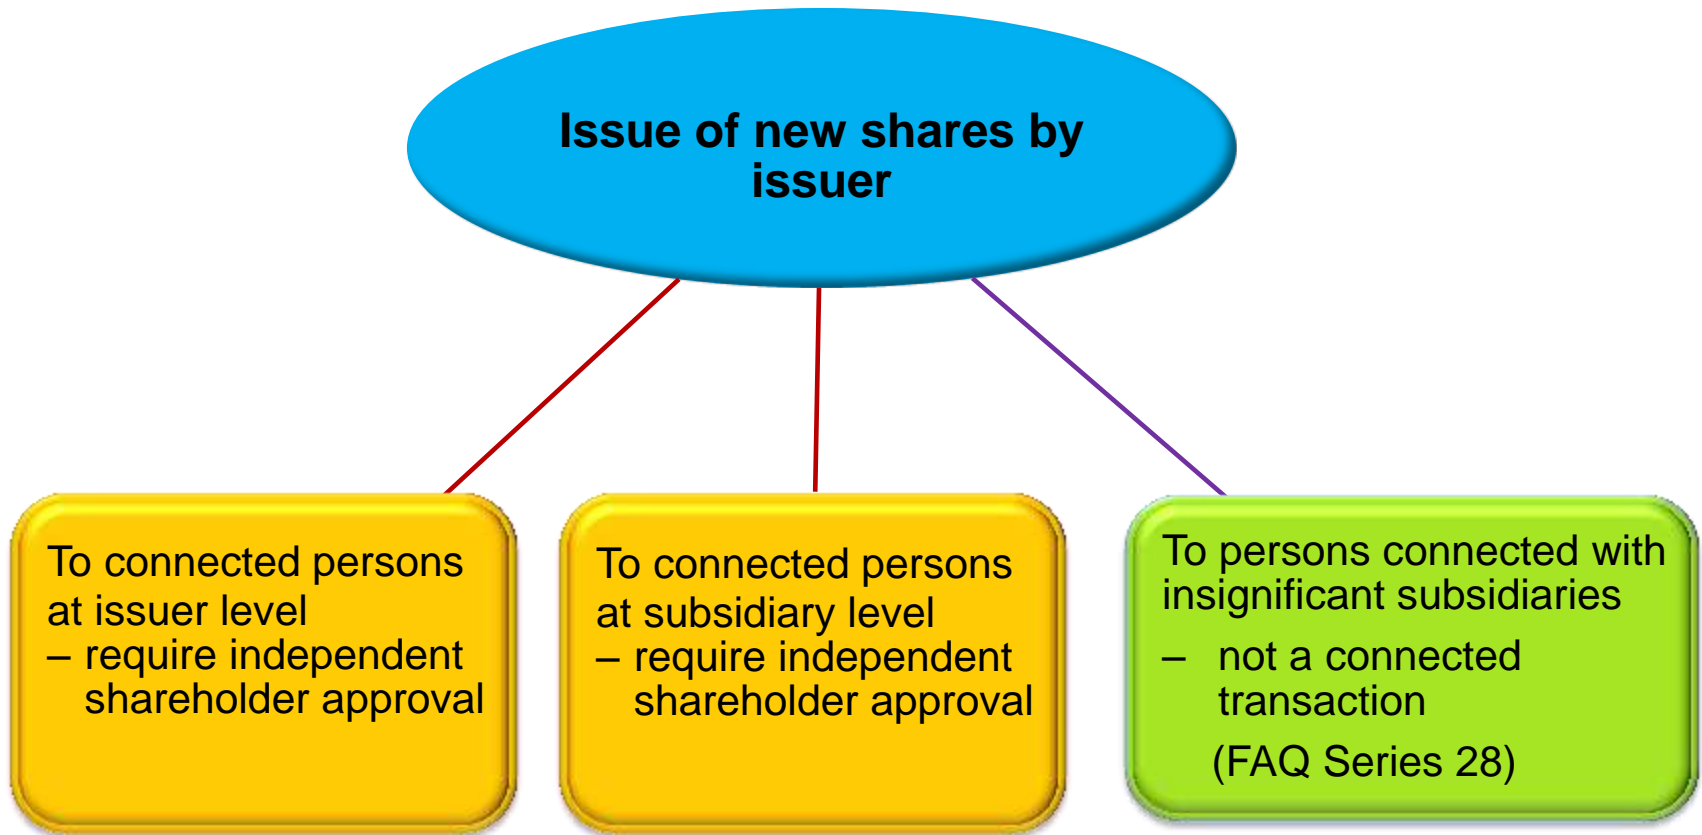 Issue of new shares by
issuer
To connected persons
at issuer level
– require independent
shareholder approval
To connected persons
at subsidiary level
– require independent
shareholder approval
To persons connected with
insignificant subsidiaries
– not a connected
transaction
(FAQ Series 28)